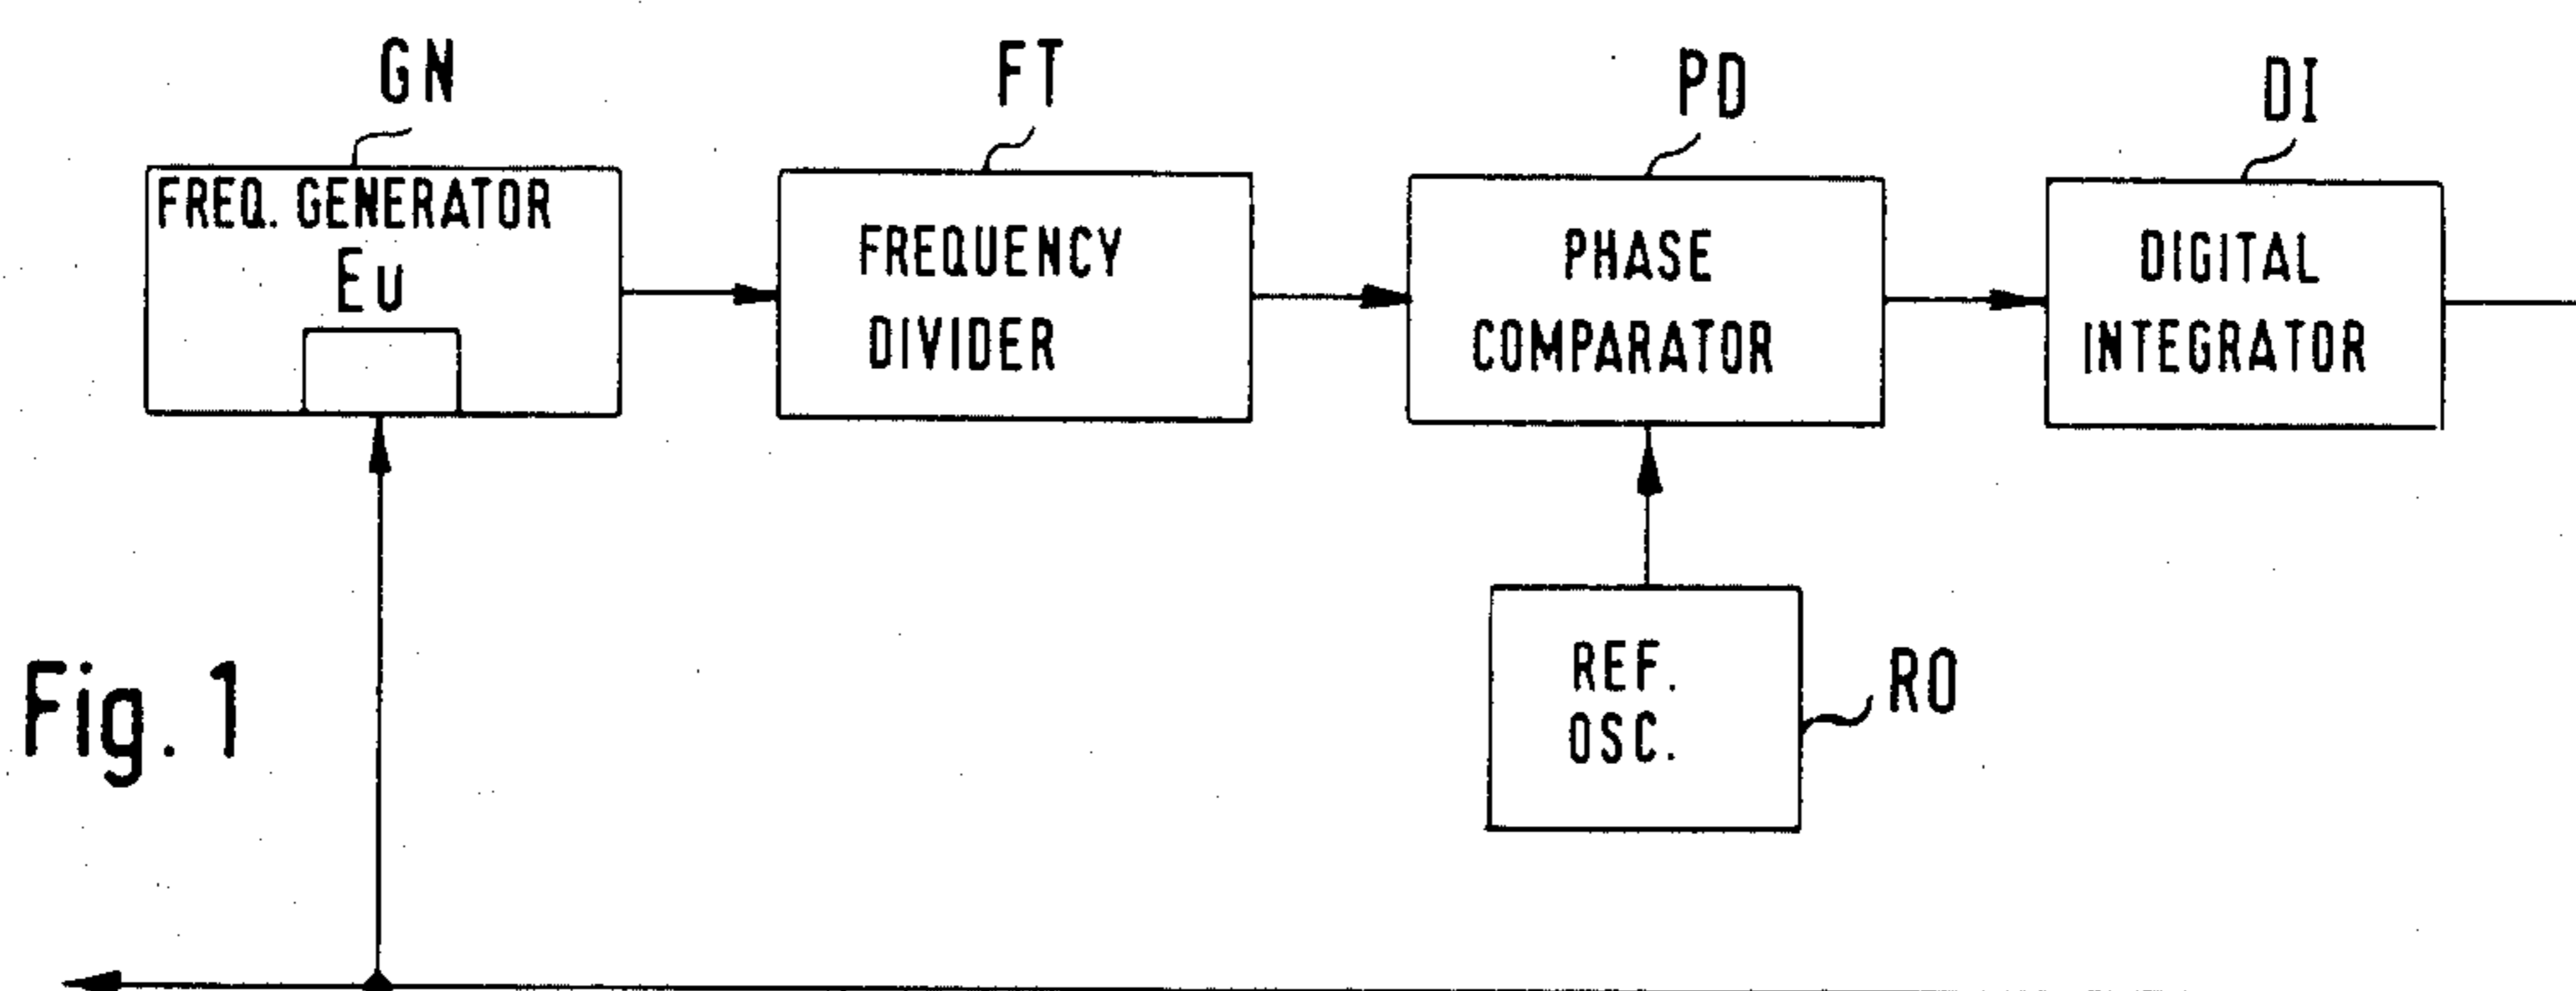 GN
FT
PD
DI
FREQ. GENERATOR
Eu
FREQUENCY
DIVIDER
PHASE
COMPARATOR
DIGITAL
INTEGRATOR
REF.
OSC.
RO
Fig. 1